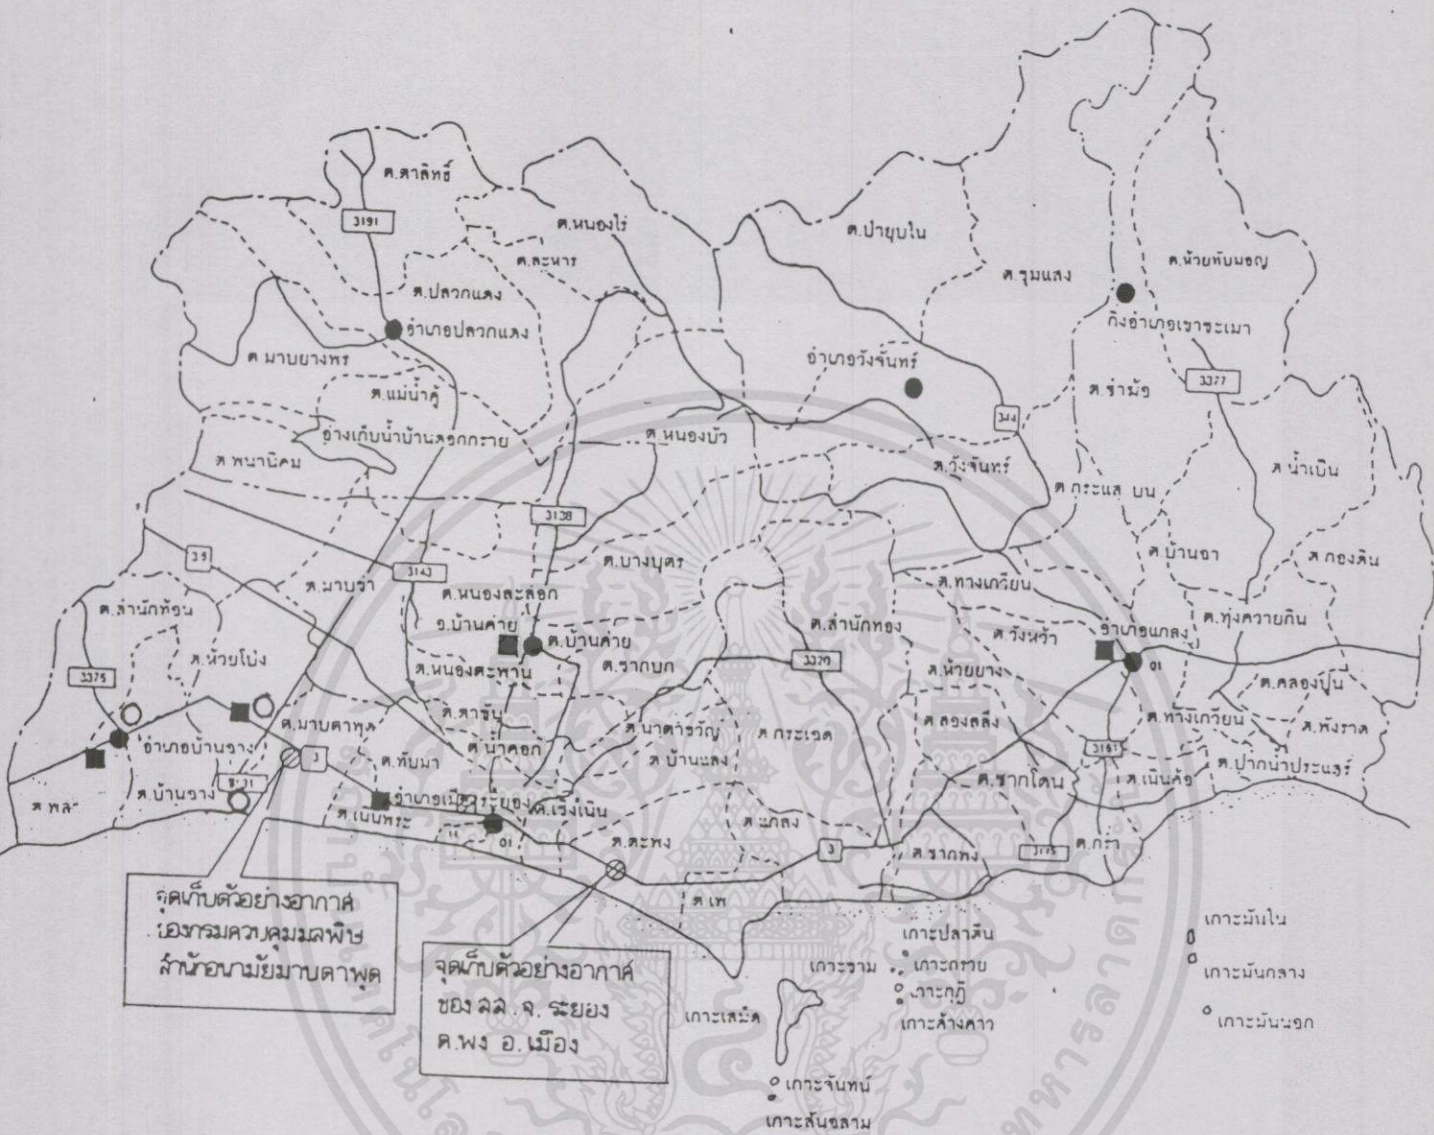 ต.ตาสิทธิ์
3191
ต.หนองไร่
ต.ละหาร
ต.ปลวกแดง
อำเภอปลวกแดง
ต.มาบยางพร
ต.แม่น้ำคู้
อ่างเก็บน้ำบ้านดอกกราย
ต.พนานิคม
ต.หนองบัว
ต.ป่ายุบใน
ต.ชุมแสง
ต.ห้วยทับมอญ
กิ่งอำเภอเขาชะเมา
อำเภอวังจันทร์
3377
ต.ชำฆ้อ
344
ต.วังจันทร์
ต.กระแส บน
ต.น้ำเป็น
3138
36
3143
ต.มาบข่า
ต.บางบุตร
ต.บ้านนา
ต.กองดิน
ต.สำนักท้อน
ต.หนองละลอก
อ.บ้านค่าย
ต.บ้านค่าย
ต.ทางเกวียน
ต.ทุ่งควายกิน
ต.สำนักทอง
ต.วังหว้า
อำเภอแกลง
01
ต.ห้วยโป่ง
3376
ต.หนองตะพาน
ต.ชากบก
3320
ต.ห้วยยาง
ต.คลองปูน
ต.มาบตาพุด
ต.ตาขัน
ต.นาตาขวัญ
ต.กระเฉด
ต.ทางเกวียน
ต.พังราด
อำเภอบ้านฉาง
3
ต.ทับมา
ต.น้ำคอก
ต.บ้านแลง
3161
ต.เนินฆ้อ
ต.ปากน้ำประแสร์
ต.พลา
ต.บ้านฉาง
ต.ชากโดน
อำเภอเมืองระยอง
ต.เชิงเนิน
ต.เนินพระ
01
ต.ตะพง
ต.แกลง
3
ต.ชากพง
ต.กร่ำ
ต.เพ
จุดเก็บตัวอย่างอากาศ
ของกรมควบคุมมลพิษ
สำนักอนามัยมาบตาพุด
จุดเก็บตัวอย่างอากาศ
ของ สส. จ. ระยอง
ต.พง อ. เมือง
เกาะปลาตีน
เกาะขาม
เกาะกรวย
เกาะกุฎี
เกาะค้างคาว
เกาะเสม็ด
เกาะจันทน์
เกาะสันฉลาม
เกาะมันใน
เกาะมันกลาง
เกาะมันนอก